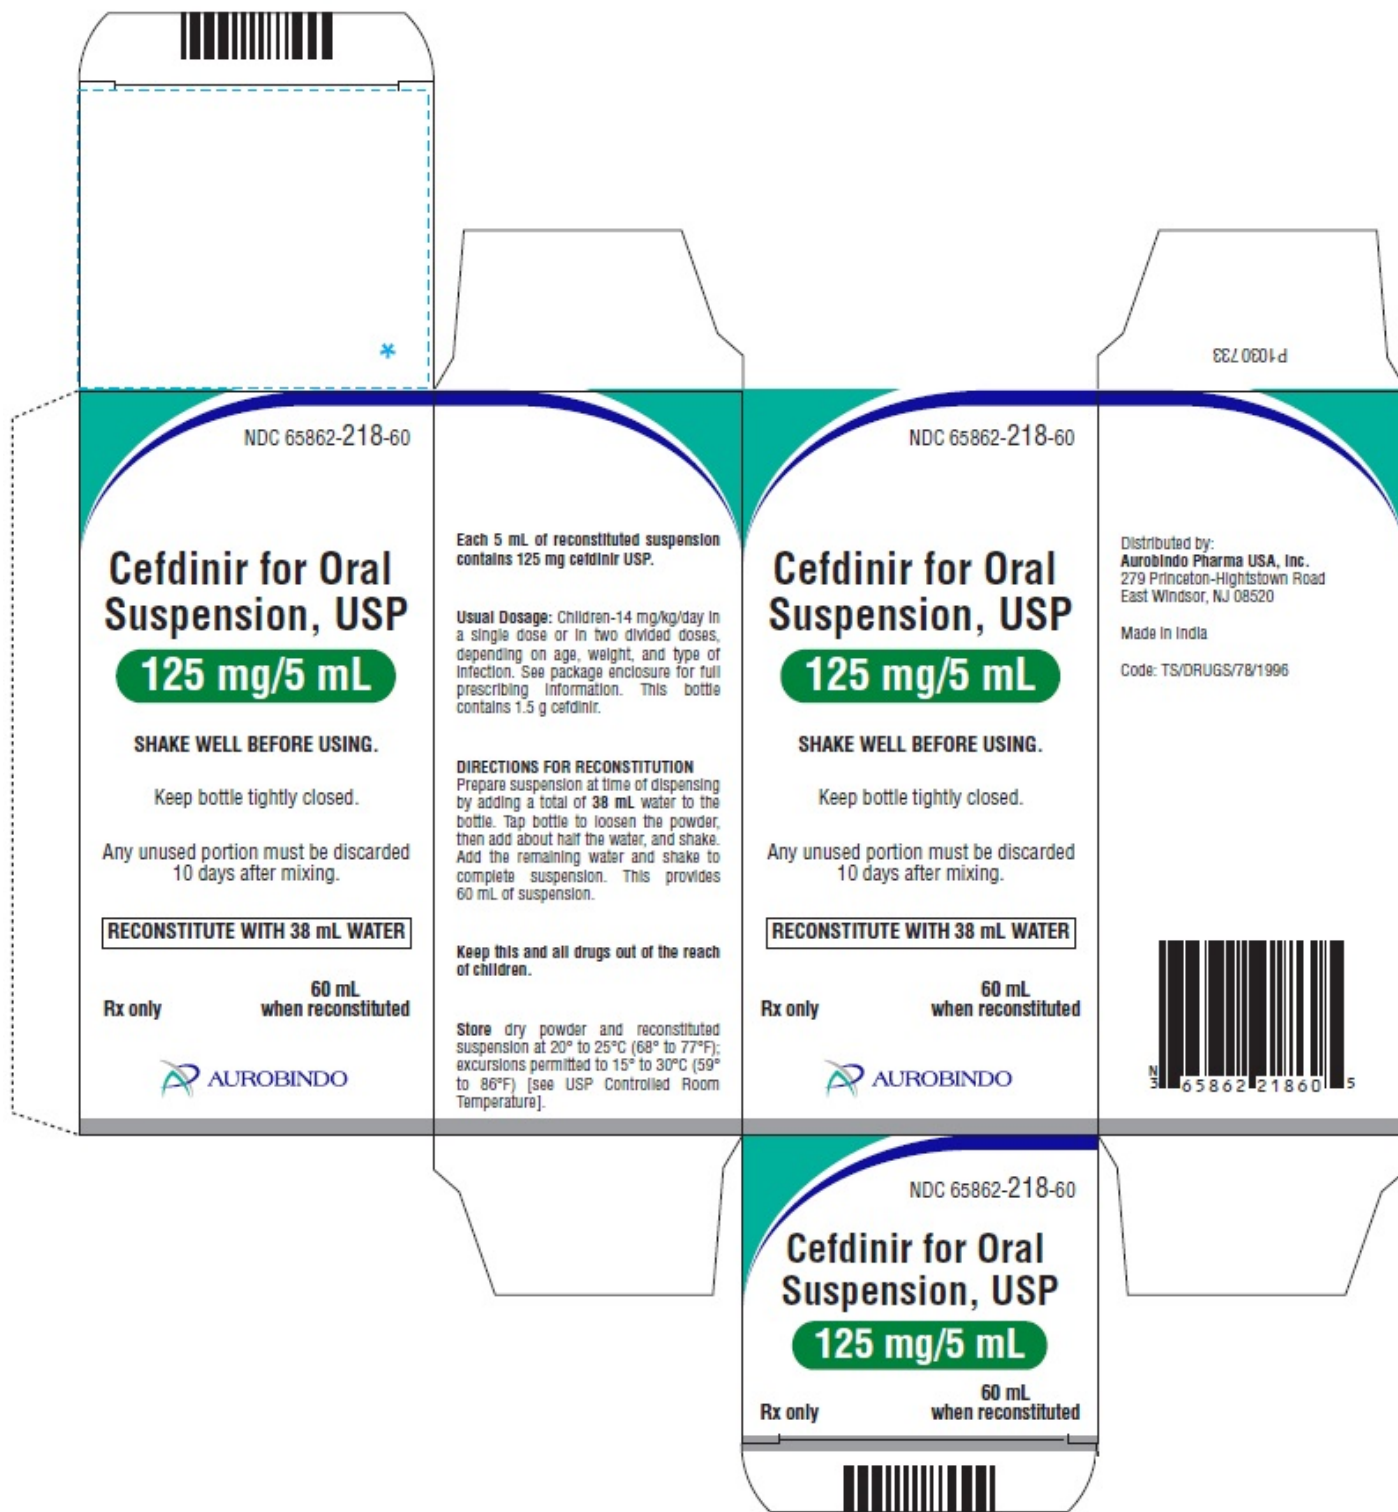 NDC 65862-218-60
Cefdinir for Oral
Suspension, USP
125 mg/5 mL
SHAKE WELL BEFORE USING.
Keep bottle tightly closed.
Any unused portion must be discarded
10 days after mixing.
RECONSTITUTE WITH 38 mL WATER
60 mL
Rx only when reconstituted
AUROBINDO
Each 5 mL of reconstituted suspension
contains 125 mg cefdinir USP.
Usual Dosage: Children-14 mg/kg/day in
a single dose or in two divided doses,
depending on age, weight, and type of
infection. See package enclosure for full
prescribing information. This bottle
contains 1.5 g cefdinir.
DIRECTIONS FOR RECONSTITUTION
Prepare suspension at time of dispensing
by adding a total of 38 mL water to the
bottle. Tap bottle to loosen the powder,
then add about half the water, and shake.
Add the remaining water and shake to
complete suspension. This provides
60 mL of suspension.
Keep this and all drugs out of the reach
of children.
Store dry powder and reconstituted
suspension at 20° to 25°C (68° to 77°F);
excursions permitted to 15° to 30°C (59°
to 86°F) [see USP Controlled Room
Temperature].
NDC 65862-218-60
Cefdinir for Oral
Suspension, USP
125 mg/5 mL
SHAKE WELL BEFORE USING.
Keep bottle tightly closed.
Any unused portion must be discarded
10 days after mixing.
RECONSTITUTE WITH 38 mL WATER
60 mL
Rx only when reconstituted
AUROBINDO
P1030733
Distributed by:
Aurobindo Pharma USA, Inc.
279 Princeton-Hightstown Road
East Windsor, NJ 08520
Made in India
Code: TS/DRUGS/78/1996
N
3 65862 21860 5
NDC 65862-218-60
Cefdinir for Oral
Suspension, USP
125 mg/5 mL
60 mL
Rx only when reconstituted